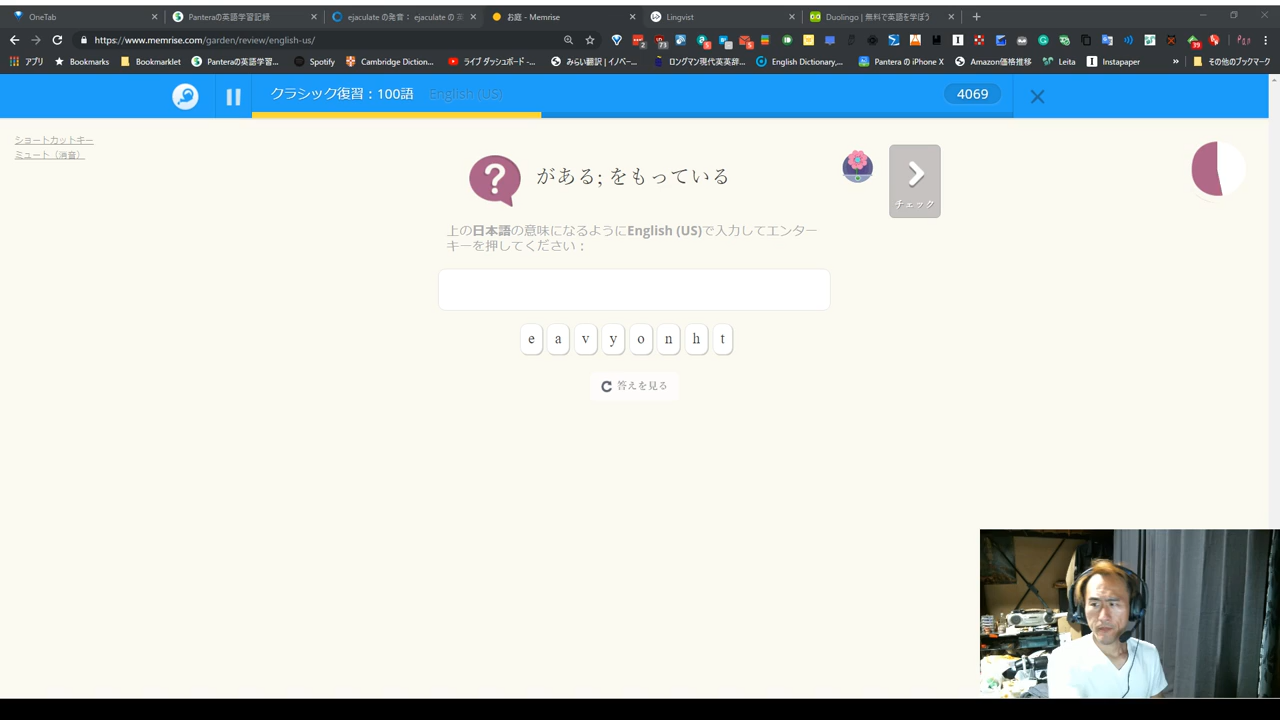 OneTab
Panteraの英語学習記録
ejaculate の発音： ejaculate の 英
お庭 - Memrise
Lingvist
Duolingo | 無料で英語を学ぼう
https://www.memrise.com/garden/review/english-us/
アプリ
Bookmarks
Bookmarklet
Panteraの英語学習...
Spotify
Cambridge Diction...
ライブ ダッシュボード -...
みらい翻訳 | イノベー...
ロングマン現代英英辞...
English Dictionary,...
Pantera の iPhone X
Amazon価格推移
Leita
Instapaper
»
その他のブックマーク
クラシック復習：100語
English (US)
4069
ショートカットキー
ミュート（消音）
がある; をもっている
チェック
上の日本語の意味になるようにEnglish (US)で入力してエンター
キーを押してください：
e a v y o n h t
答えを見る